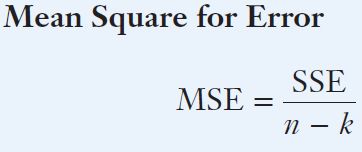 Mean Square for Error
MSE = SSE / n − k